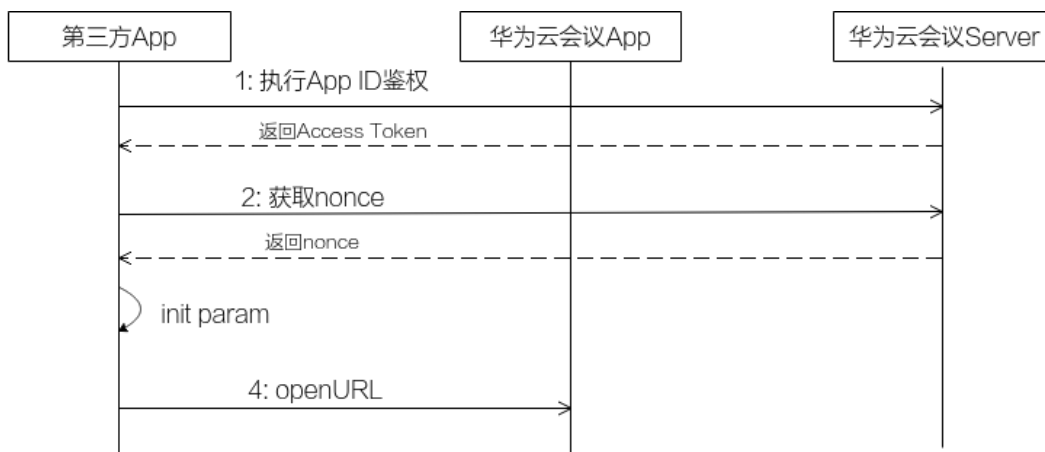 第三方App
华为云会议App
华为云会议Server
1: 执行App ID鉴权
返回Access Token
2: 获取nonce
返回nonce
init param
4: openURL